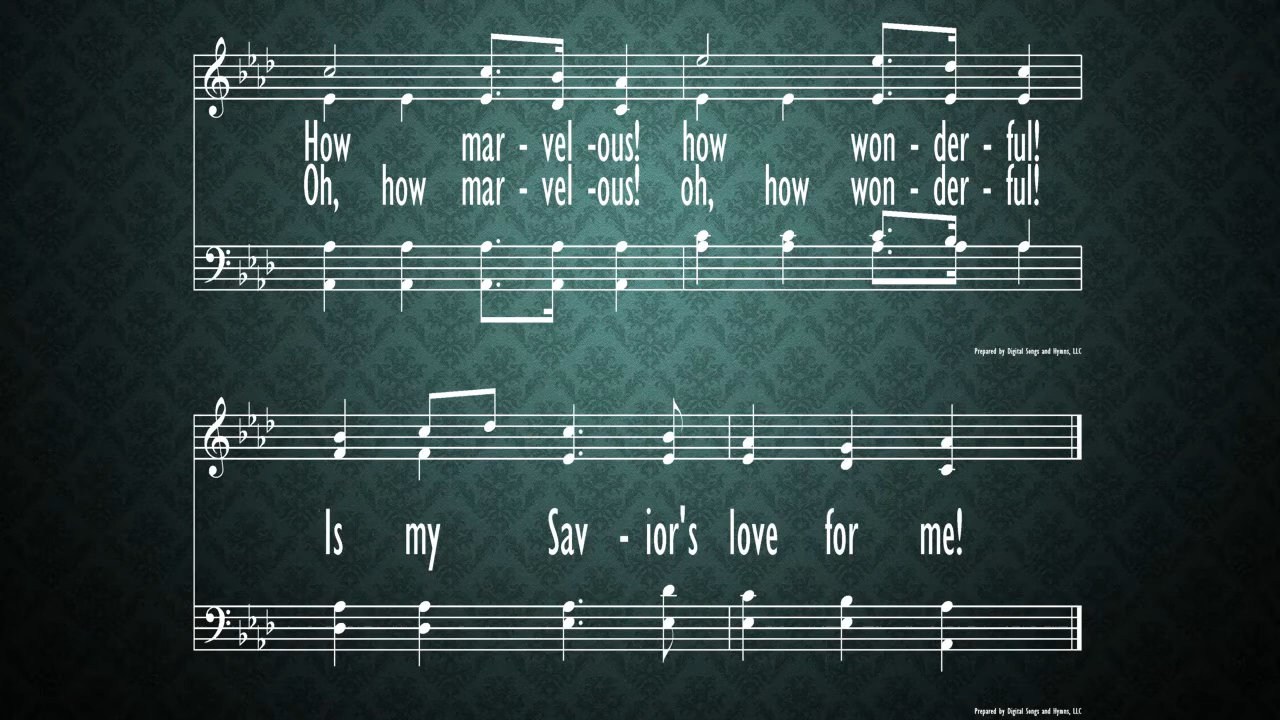 How mar - vel -ous! how won - der - ful!
Oh, how mar - vel -ous! oh, how won - der - ful!
Prepared by Digital Songs and Hymns, LLC
Is my Sav - ior's love for me!
Prepared by Digital Songs and Hymns, LLC